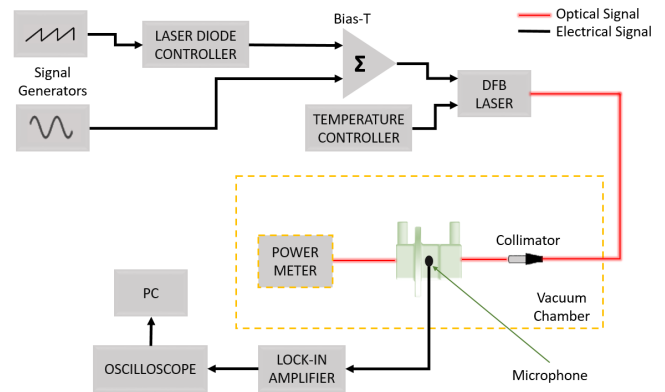 Optical Signal
Electrical Signal
Bias-T
LASER DIODE
CONTROLLER
Σ
Signal
Generators
DFB
LASER
TEMPERATURE
CONTROLLER
POWER
METER
Collimator
Vacuum
Chamber
PC
OSCILLOSCOPE
LOCK-IN
AMPLIFIER
Microphone